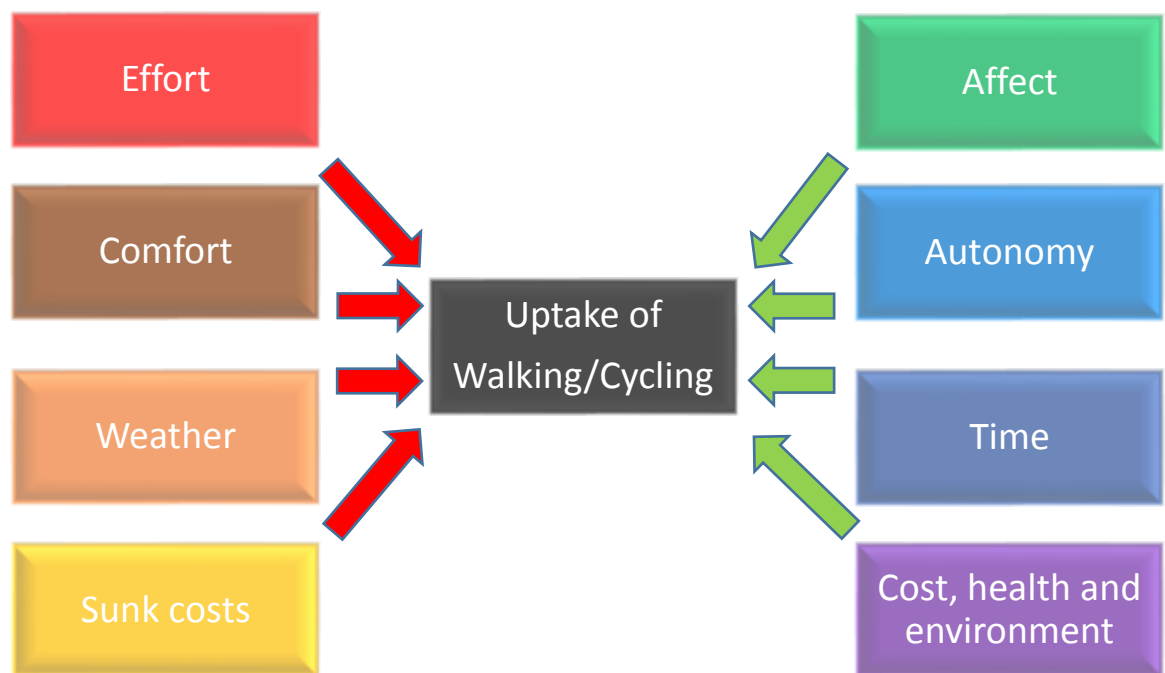 Effort
Comfort
Weather
Sunk costs
Uptake of
Walking/Cycling
Affect
Autonomy
Time
Cost, health and
environment